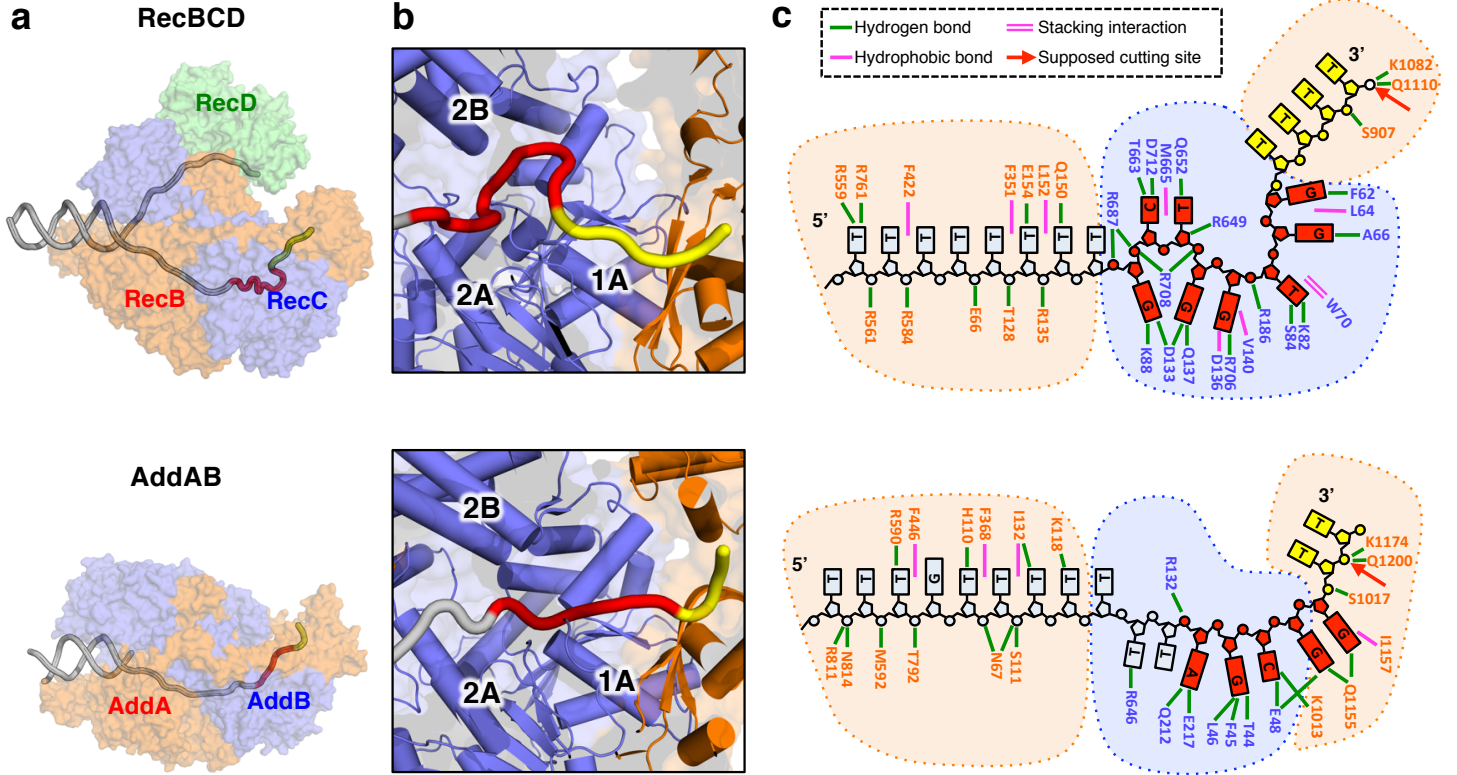 a
RecBCD
RecD
RecB
RecC
AddAB
AddA
AddB
b
2B
2A
1A
2B
2A
1A
c
Hydrogen bond
Stacking interaction
Hydrophobic bond
Supposed cutting site
3’
K1082
Q1110
S907
T
T
T
T
5’
R559
R761
F422
F351
E154
L152
Q150
R687
T663
D712
M665
Q652
R649
F62
L64
A66
T
T
T
T
T
T
T
T
C
T
G
G
G
G
G
T
R708
R561
R584
E66
T128
R135
K88
D133
Q137
D136
R706
V140
R186
S84
K82
W70
3’
K1174
Q1200
S1017
I1157
T
T
5’
R590
F446
H110
F368
I132
K118
R132
T
T
T
G
T
T
T
T
T
T
T
A
G
C
G
G
R811
N814
M592
T792
N67
S111
R646
Q212
E217
L46
F45
T44
E48
K1013
Q1155